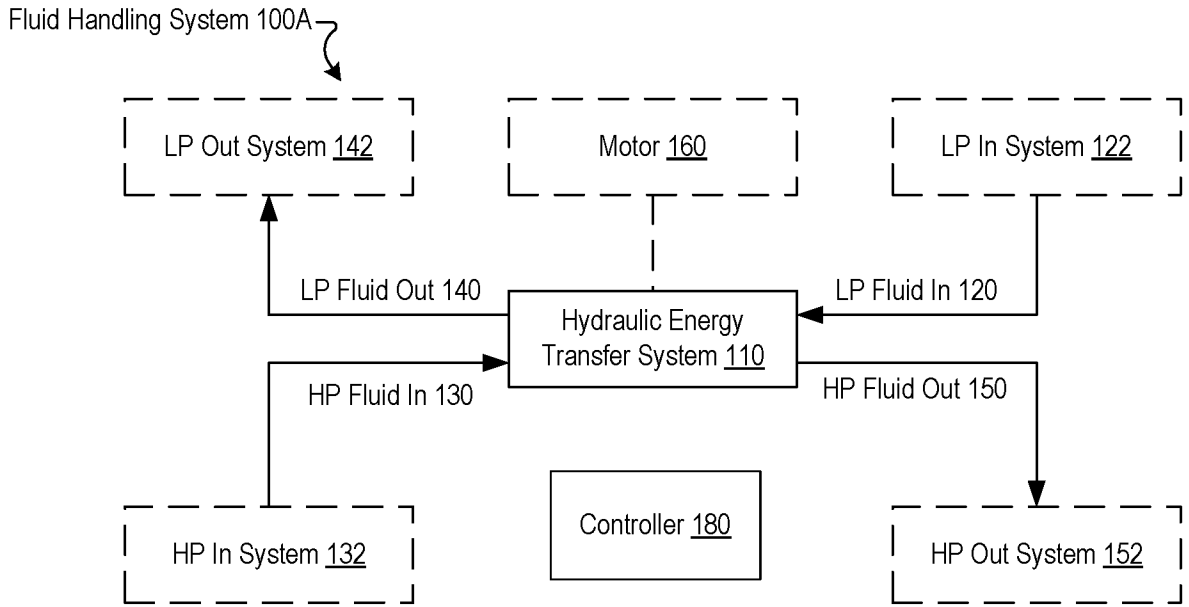 Fluid Handling System 100A
LP Out System 142
Motor 160
LP In System 122
LP Fluid Out 140
LP Fluid In 120
Hydraulic Energy
Transfer System 110
HP Fluid In 130
HP Fluid Out 150
Controller 180
HP In System 132
HP Out System 152